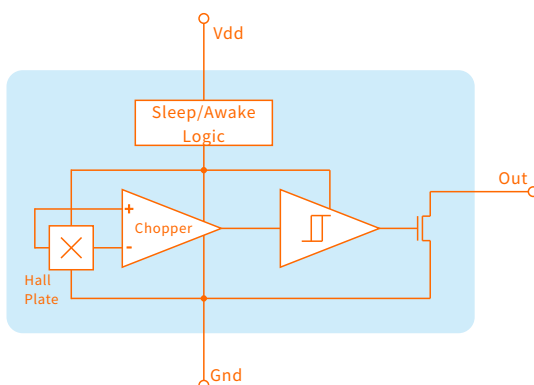 Vdd
Sleep/Awake
Logic
Out
+
Chopper
-
Hall
Plate
Gnd